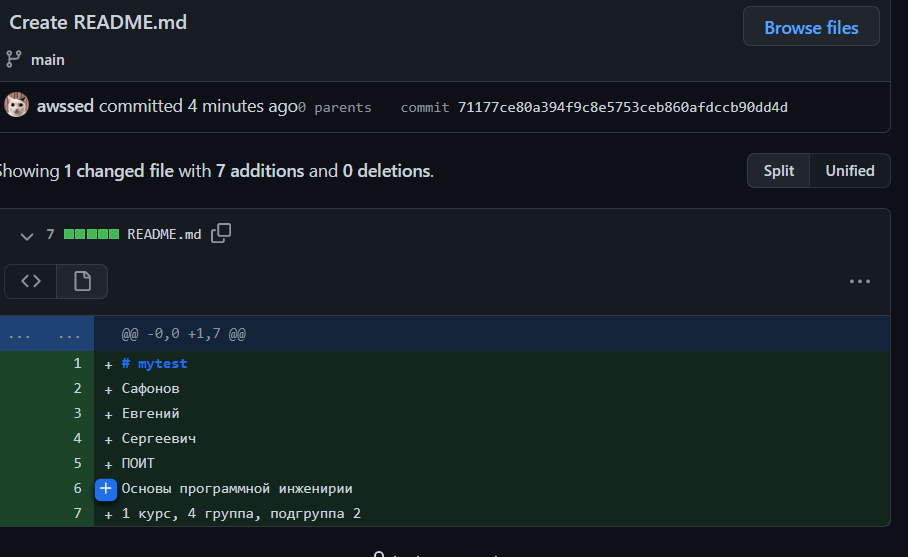 Create README.md
Browse files
main
awssed committed 4 minutes ago 0 parents commit 71177ce80a394f9c8e5753ceb860afdccb90dd4d
Showing 1 changed file with 7 additions and 0 deletions.
Split Unified
7 README.md
... ... @@ -0,0 +1,7 @@
1 + # mytest
2 + Сафонов
3 + Евгений
4 + Сергеевич
5 + ПОИТ
6 + Основы программной инженирии
7 + 1 курс, 4 группа, подгруппа 2